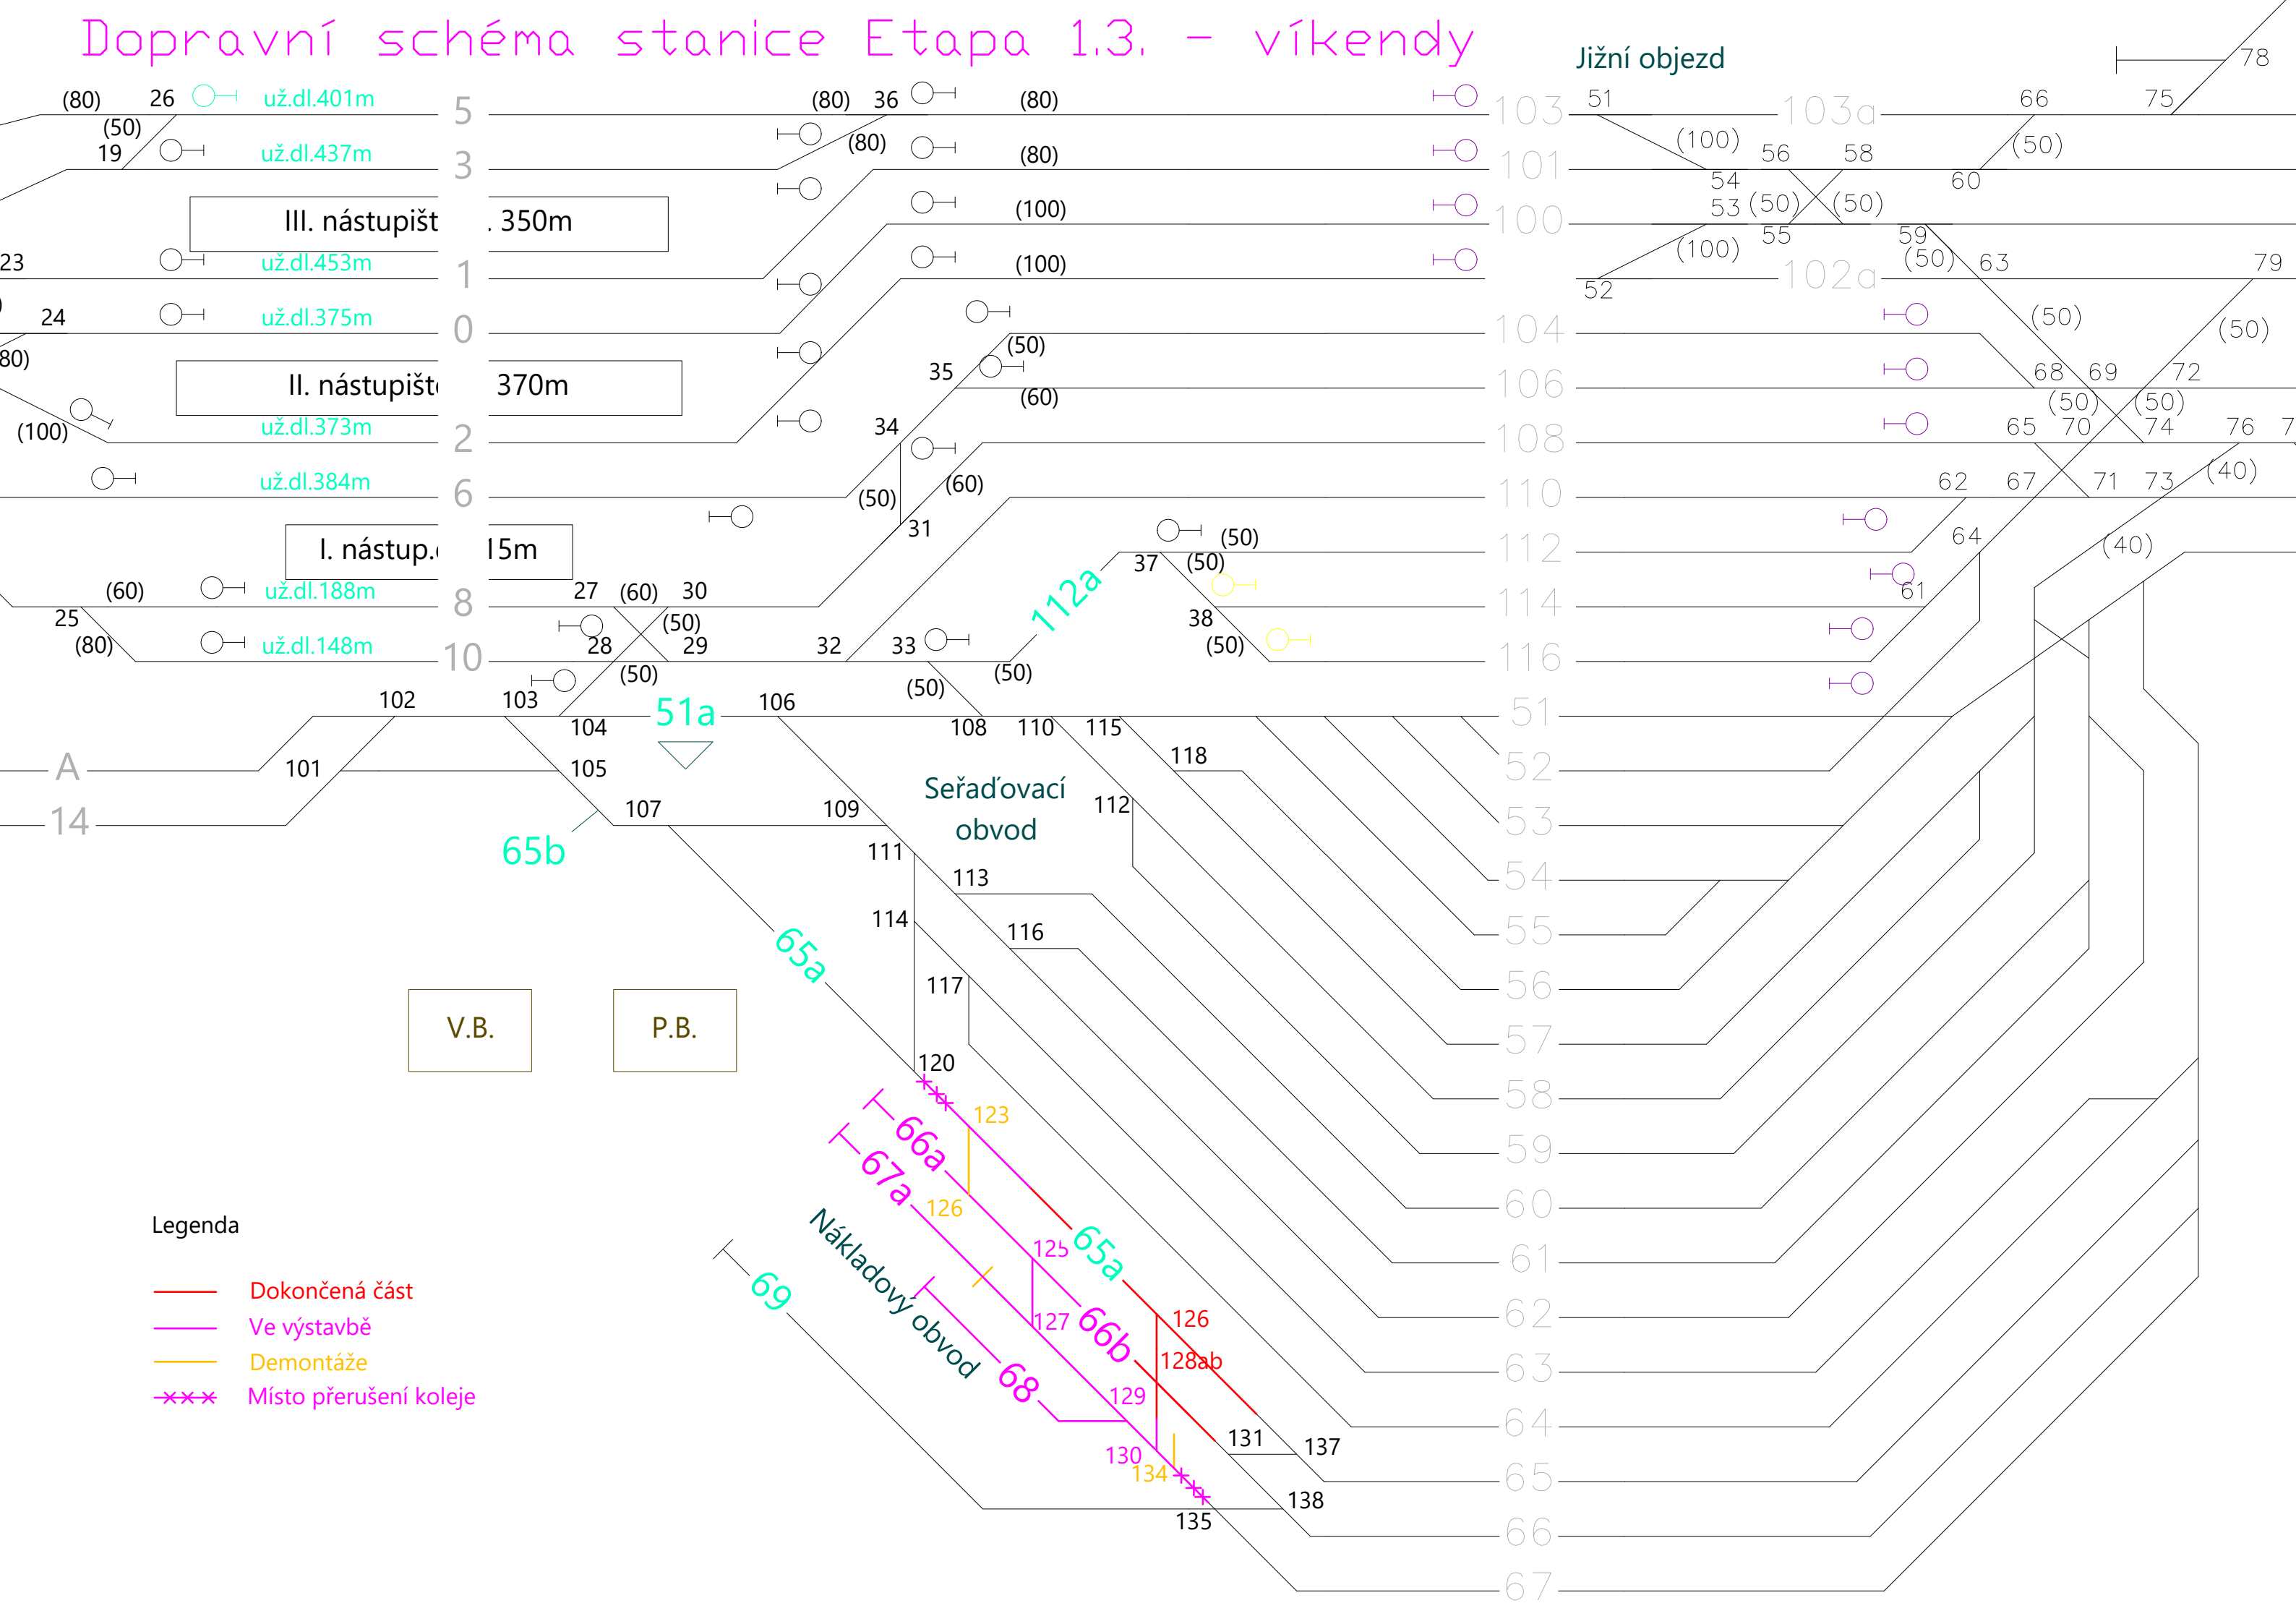 Dopravní schéma stanice Etapa 1.3. - víkendy
Jižní objezd
78
(80) 26 už.dl.401m 5 (80) 36 (80) 103 51 103a 66 75
(50) (80) (100) (50)
19 už.dl.437m 3 (80) 101 56 58
54 60
III. nástupišt . 350m (100) 100 53 (50) (50)
55 59
(100) (50)
23 už.dl.453m 1 (100) 52 102a 63 79
24 už.dl.375m 0 104 (50) (50)
80) (50)
II. nástupiště 370m 35 106 68 69 72
(60) (50) (50)
(100) už.dl.373m 2 34 108 65 70 74 76
(40)
už.dl.384m 6 (50) (60) 110 62 67 71 73
31
I. nástup. 15m (50) 112 64 (40)
37 (50)
(60) už.dl.188m 8 27 (60) 30 112a 114 61
25 (50) 38
(80) už.dl.148m 10 28 29 32 33 (50) 116
(50) (50) (50)
102 103 51a 106 51
104 108 110 115
A 101 105 118 52
Seřaďovací
obvod
14 107 109 112 53
65b 111
113 54
114 116 55
65a
117 56
V.B. P.B.
57
120
123 58
66a
67a 59
126 60
Legenda
Nákladový obvod
125 65a 61
Dokončená část
69
127 66b 126 62
Ve výstavbě
Demontáže
128ab 63
68 129
Místo přerušení koleje
64
130 131 137
134 65
135 138
66
67